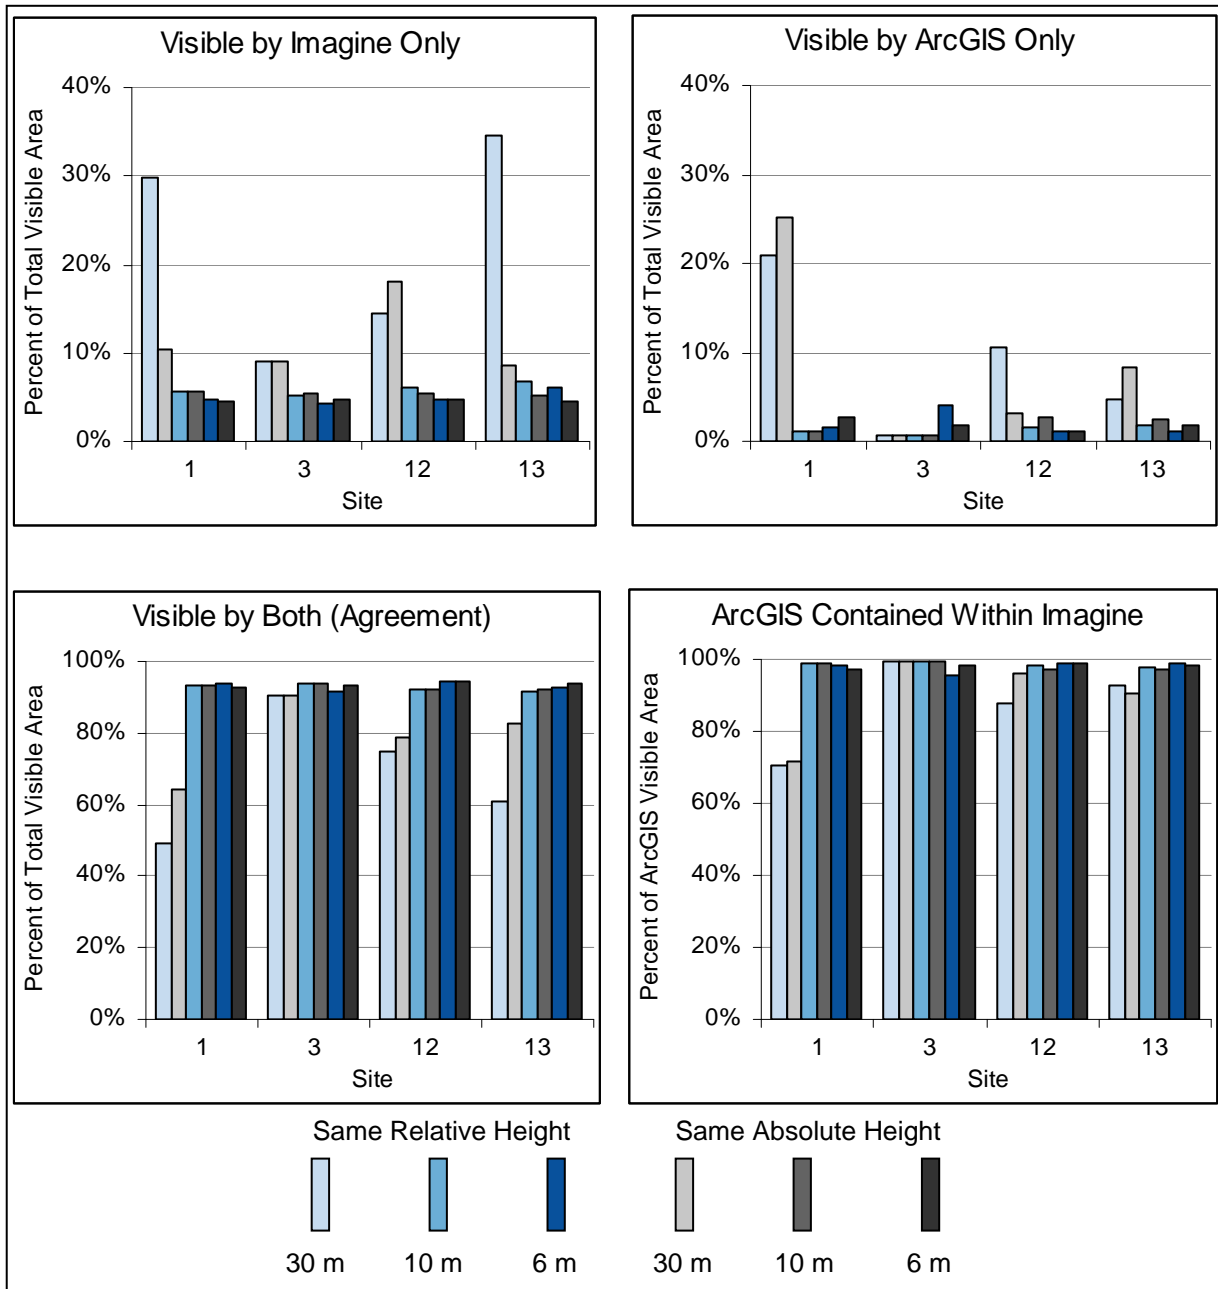 Visible by Imagine Only
Percent of Total Visible Area
40%
30%
20%
10%
0%
1 3 12 13
Site
Visible by ArcGIS Only
Percent of Total Visible Area
40%
30%
20%
10%
0%
1 3 12 13
Site
Visible by Both (Agreement)
Percent of Total Visible Area
100%
80%
60%
40%
20%
0%
1 3 12 13
Site
ArcGIS Contained Within Imagine
Percent of ArcGIS Visible Area
100%
80%
60%
40%
20%
0%
1 3 12 13
Site
Same Relative Height
30 m 10 m 6 m
Same Absolute Height
30 m 10 m 6 m